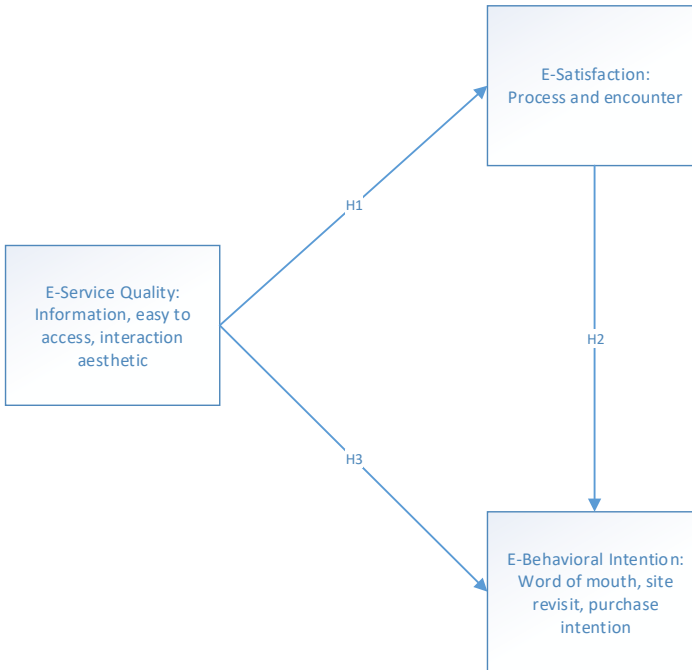 E-Satisfaction:
Process and encounter
H1
E-Service Quality:
Information, easy to
access, interaction
aesthetic
H2
H3
E-Behavioral Intention:
Word of mouth, site
revisit, purchase
intention